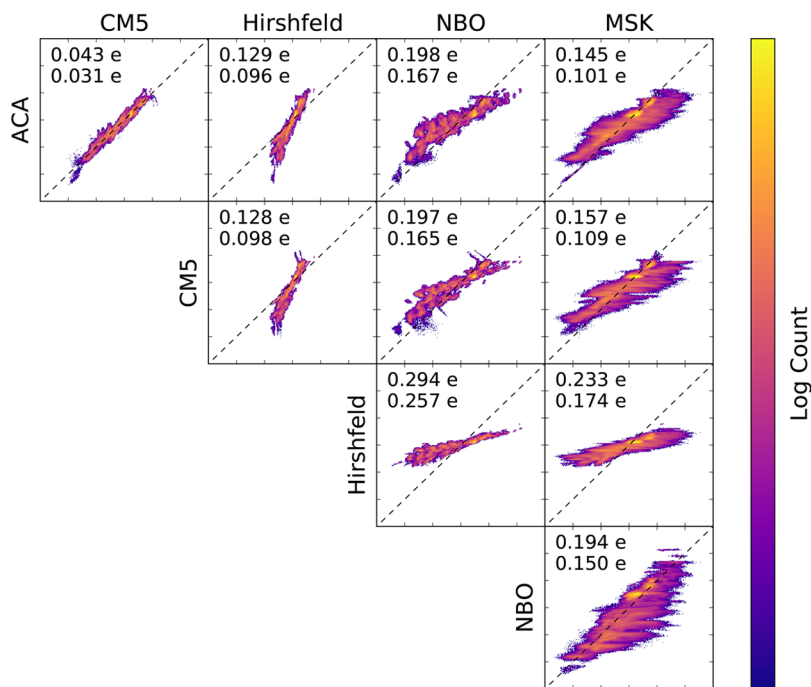 CM5 Hirshfeld NBO MSK
ACA
0.043 e
0.031 e
0.129 e
0.096 e
0.198 e
0.167 e
0.145 e
0.101 e
CM5
0.128 e
0.098 e
0.197 e
0.165 e
0.157 e
0.109 e
Hirshfeld
0.294 e
0.257 e
0.233 e
0.174 e
NBO
0.194 e
0.150 e
Log Count